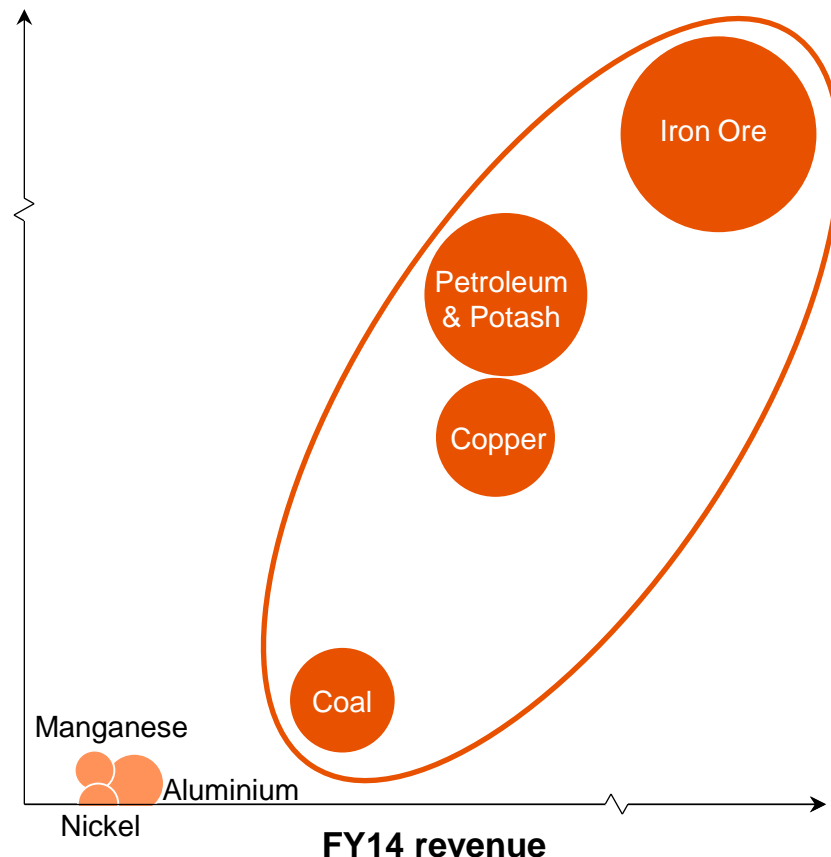 Iron Ore
Petroleum
& Potash
Copper
Coal
Manganese
Aluminium
Nickel
FY14 revenue